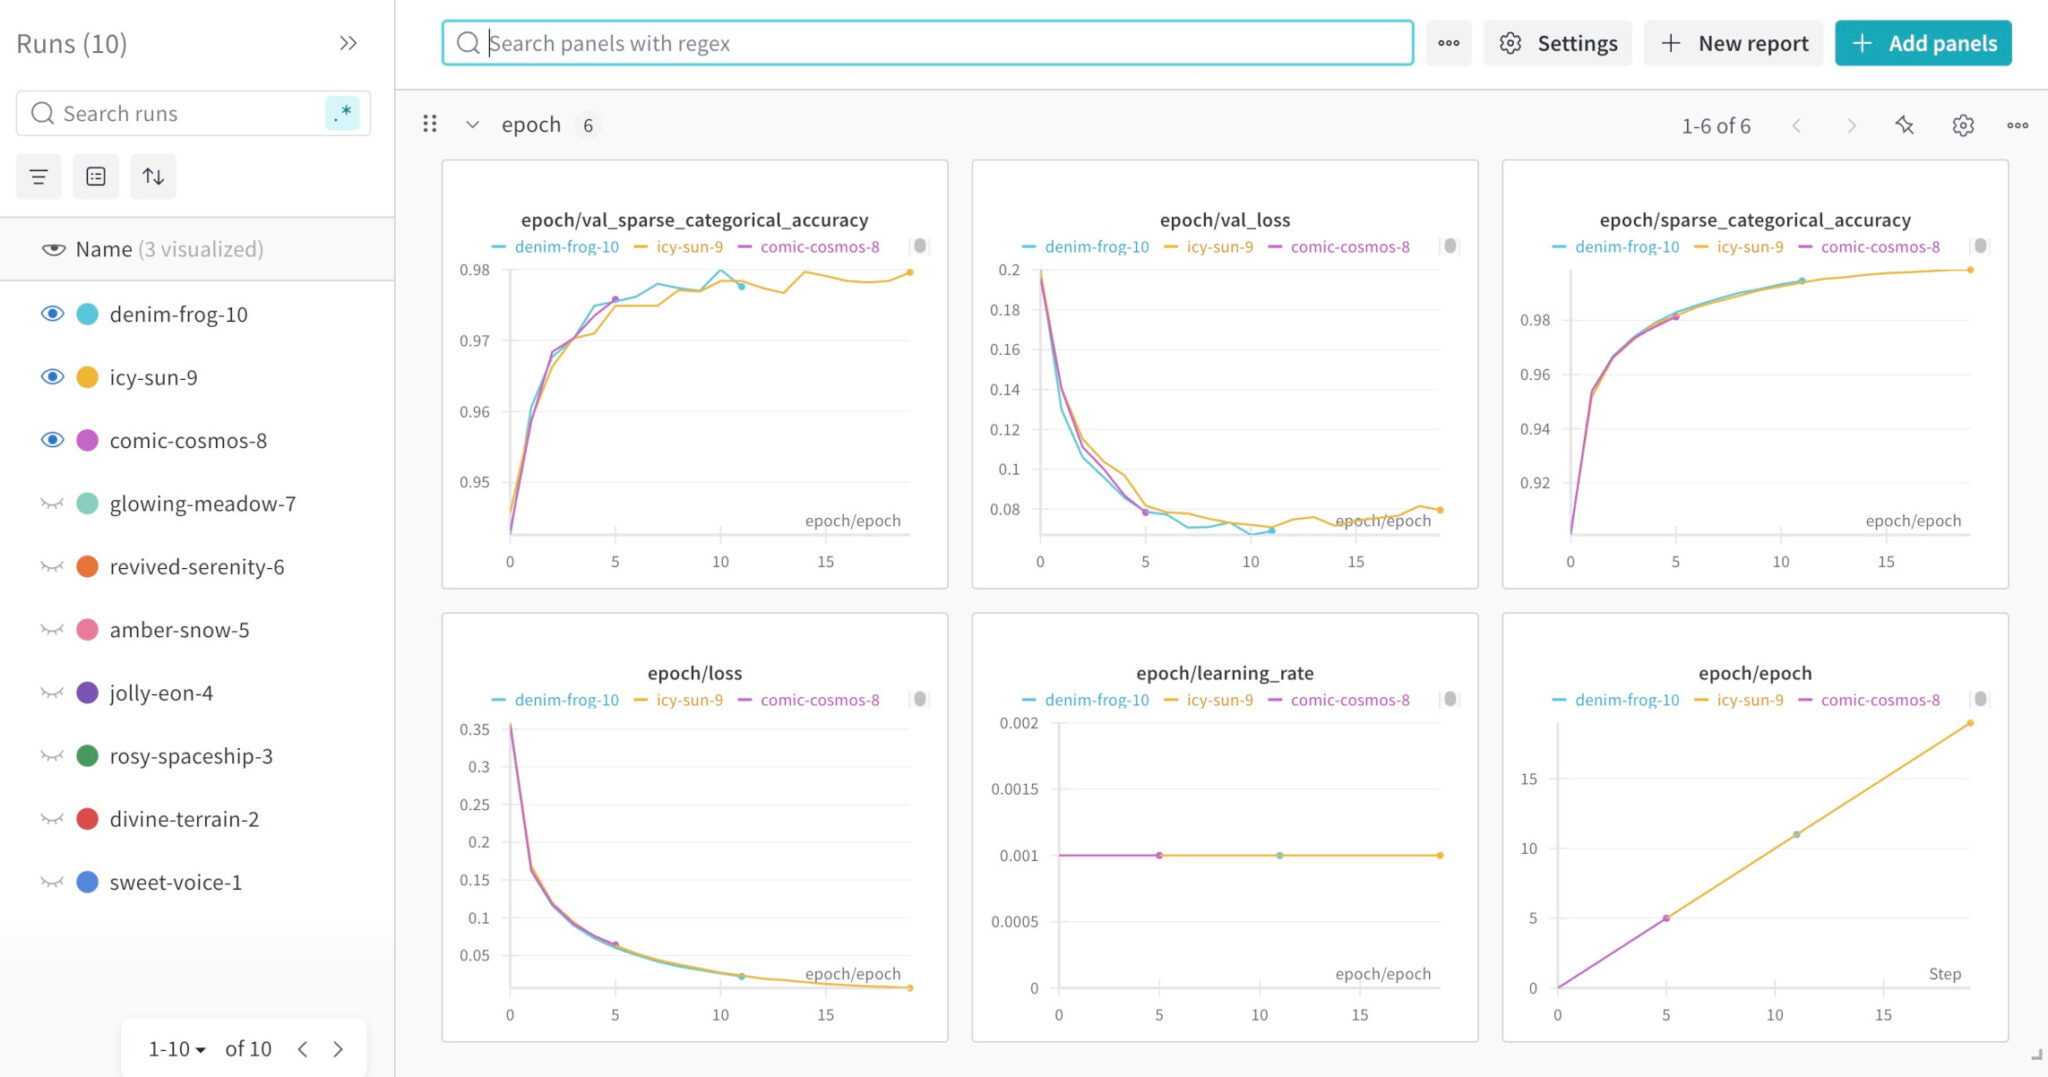 Runs (10)
Search runs
.*
Name (3 visualized)
denim-frog-10
icy-sun-9
comic-cosmos-8
glowing-meadow-7
revived-serenity-6
amber-snow-5
jolly-eon-4
rosy-spaceship-3
divine-terrain-2
sweet-voice-1
1-10 of 10
Search panels with regex
Settings
New report
Add panels
epoch 6
1-6 of 6
epoch/val_sparse_categorical_accuracy
denim-frog-10 icy-sun-9 comic-cosmos-8
0.98
0.97
0.96
0.95
epoch/epoch
0 5 10 15
epoch/val_loss
denim-frog-10 icy-sun-9 comic-cosmos-8
0.2
0.18
0.16
0.14
0.12
0.1
0.08
epoch/epoch
0 5 10 15
epoch/sparse_categorical_accuracy
denim-frog-10 icy-sun-9 comic-cosmos-8
0.98
0.96
0.94
0.92
epoch/epoch
0 5 10 15
epoch/loss
denim-frog-10 icy-sun-9 comic-cosmos-8
0.35
0.3
0.25
0.2
0.15
0.1
0.05
epoch/epoch
0 5 10 15
epoch/learning_rate
denim-frog-10 icy-sun-9 comic-cosmos-8
0.002
0.0015
0.001
0.0005
0
epoch/epoch
0 5 10 15
epoch/epoch
denim-frog-10 icy-sun-9 comic-cosmos-8
15
10
5
0
Step
0 5 10 15